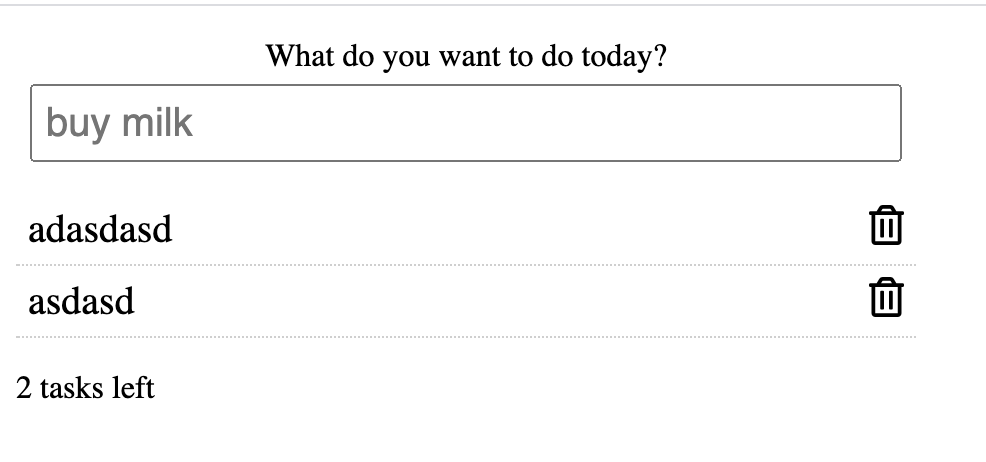 What do you want to do today?
buy milk
adasdasd
asdasd
2 tasks left